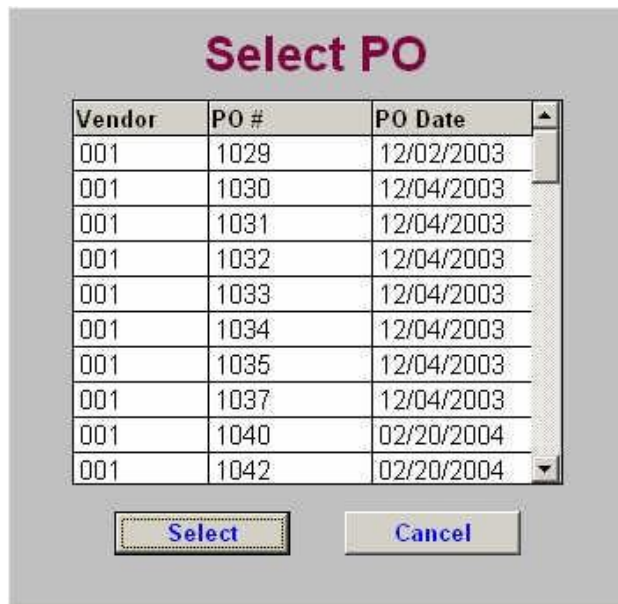 Select PO
Vendor PO # PO Date
001 1029 12/02/2003
001 1030 12/04/2003
001 1031 12/04/2003
001 1032 12/04/2003
001 1033 12/04/2003
001 1034 12/04/2003
001 1035 12/04/2003
001 1037 12/04/2003
001 1040 02/20/2004
001 1042 02/20/2004
Select Cancel